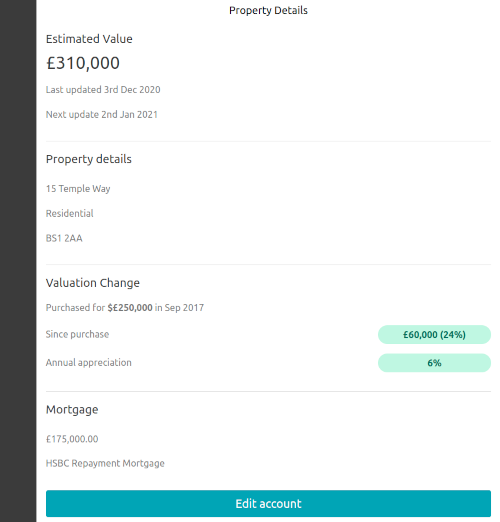 Property Details
Estimated Value
£310,000
Last updated 3rd Dec 2020
Next update 2nd Jan 2021
Property details
15 Temple Way
Residential
BS1 2AA
Valuation Change
Purchased for $£250,000 in Sep 2017
Since purchase £60,000 (24%)
Annual appreciation 6%
Mortgage
£175,000.00
HSBC Repayment Mortgage
Edit account